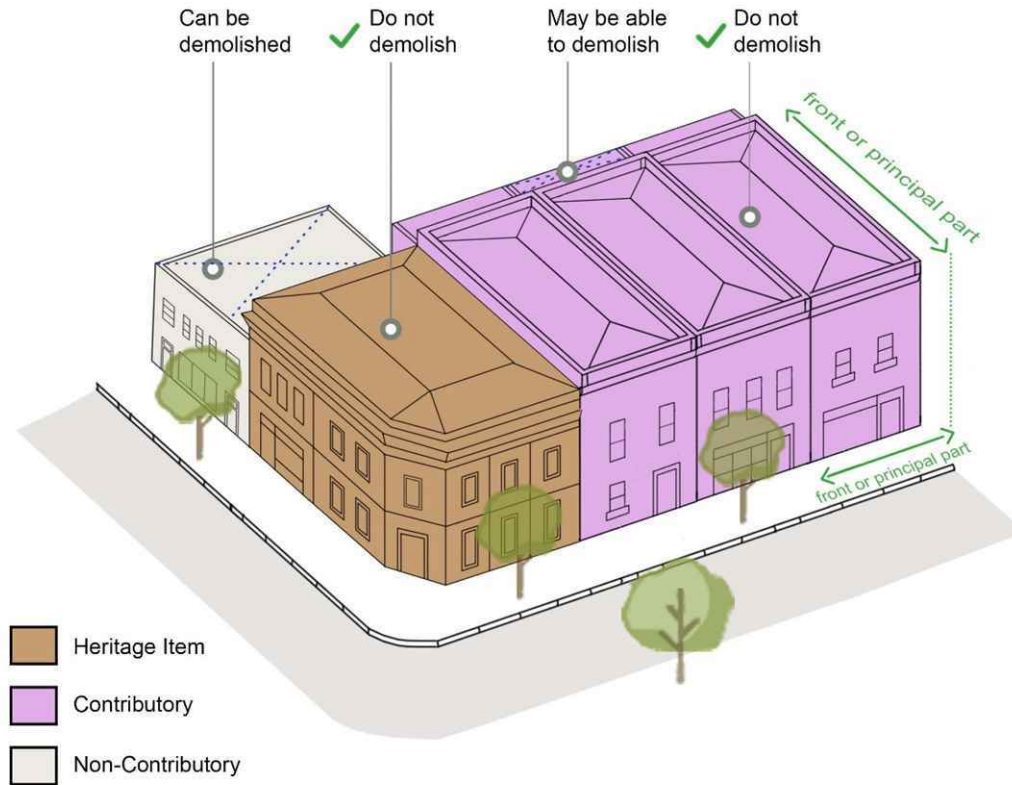 Can be
demolished
Do not
demolish
May be able
to demolish
Do not
demolish
front or principal part
front or principal part
Heritage Item
Contributory
Non-Contributory